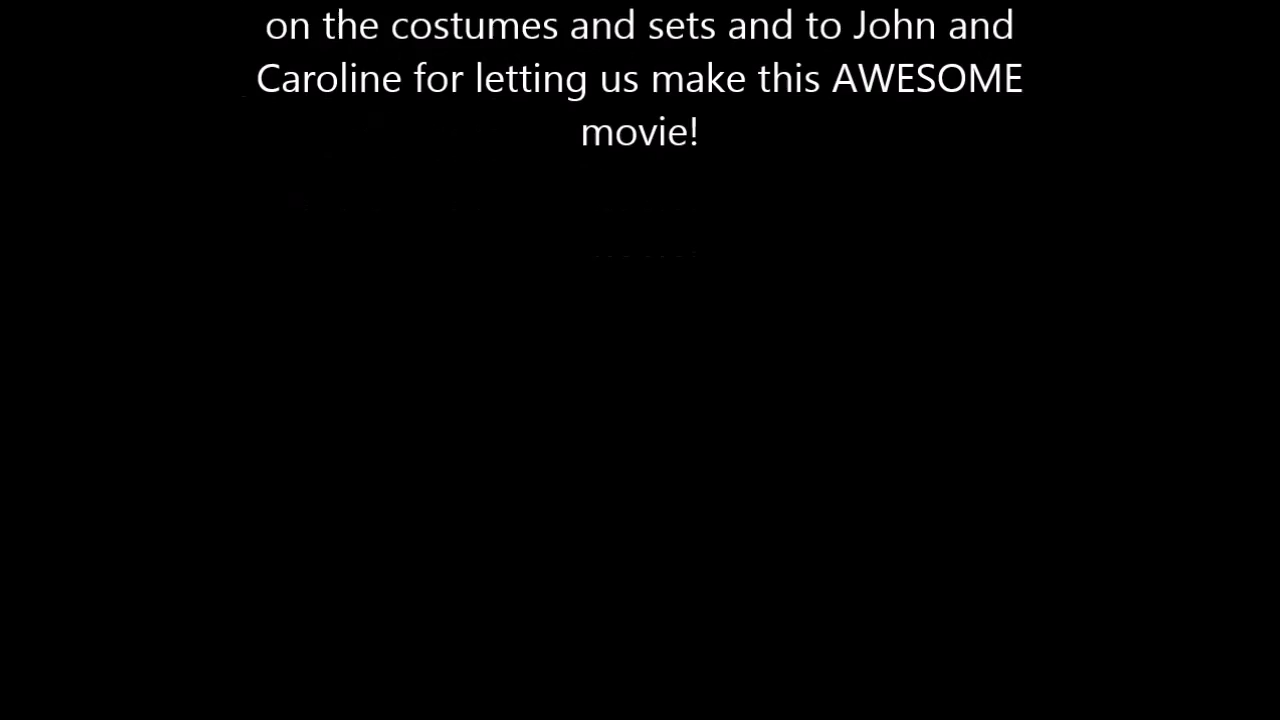 on the costumes and sets and to John and
Caroline for letting us make this AWESOME
movie!